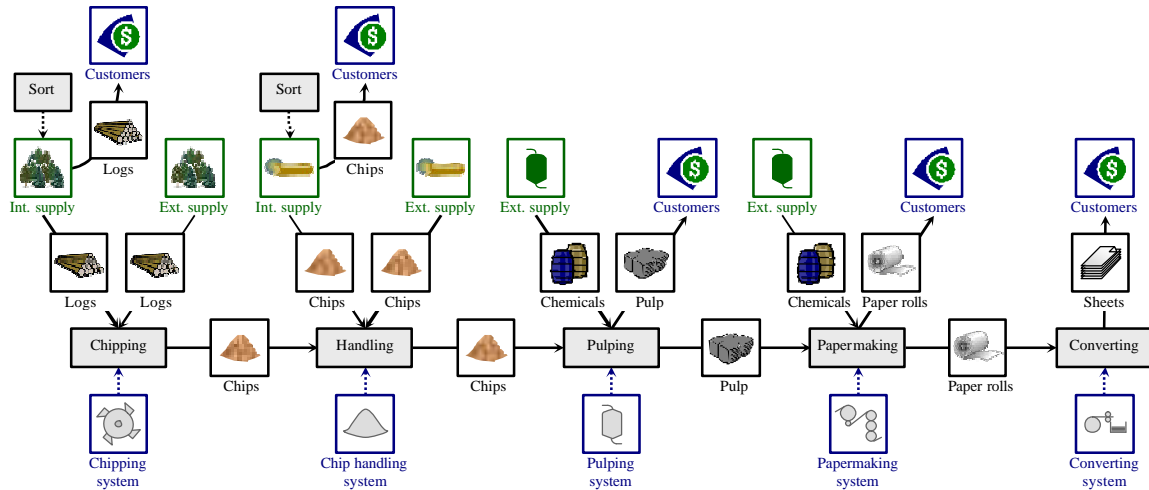 Customers
Customers
Sort
Sort
Logs
Chips
Int. supply
Ext. supply
Int. supply
Ext. supply
Ext. supply
Customers
Ext. supply
Customers
Customers
Logs
Logs
Chips
Chips
Chemicals
Pulp
Chemicals
Paper rolls
Sheets
Chipping
Handling
Pulping
Papermaking
Converting
Chips
Chips
Pulp
Paper rolls
$
$
$
$
$
Chipping
system
Chip handling
system
Pulping
system
Papermaking
system
Converting
system